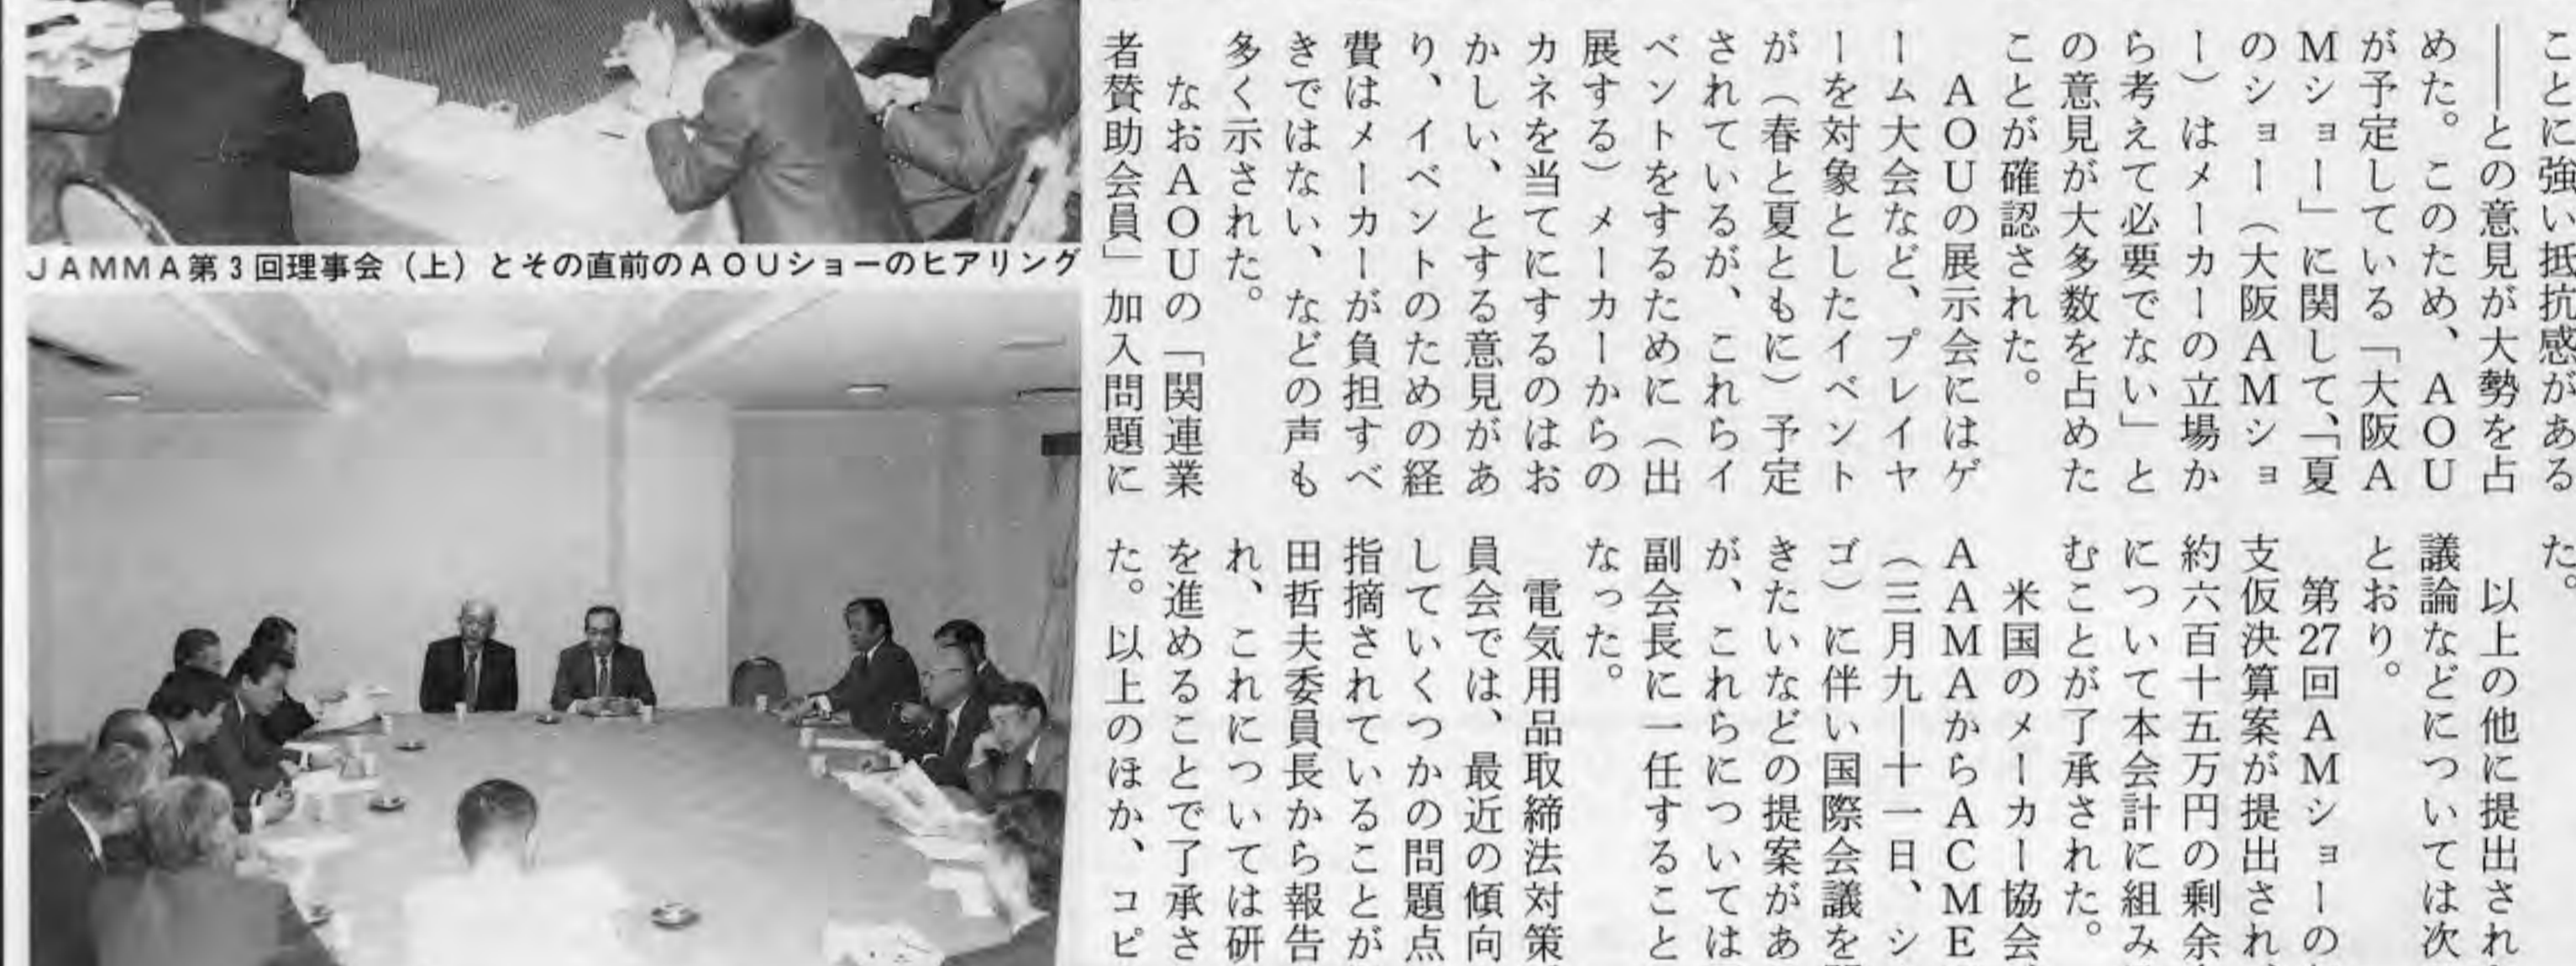 ことに強い抵抗感がある
――との意見が大勢を占
めた。このため、AOU
が予定している「大阪A
Mショー」に関して、「夏
のショー（大阪AMショ
ー）はメーカーの立場か
ら考えて必要でない」と
の意見が大多数を占めた
ことが確認された。
AOUの展示会にはゲ
ーム大会など、プレイヤ
ーを対象としたイベント
が（春と夏ともに）予定
されているが、これらイ
ベントをするために（出
展する）メーカーからの
カネを当てにするのはお
かしい、とする意見があ
り、イベントのための経
費はメーカーが負担すべ
きではない、などの声も
多く示された。
なおAOUの「関連業
者賛助会員」加入問題に
た。
以上の他に提出され
議論などについては次
とおり。
第27回AMショーの
支仮決算案が提出され
約六百十五万円の剰余
について本会計に組み
むことが了承された。
米国のメーカー協会
AAMAからACME
（三月九―十一日、シ
ゴ）に伴い国際会議を
きたいなどの提案があ
が、これらについては
副会長に一任すること
なった。
電気用品取締法対策
員会では、最近の傾向
していくつかの問題点
指摘されていることが
田哲夫委員長から報告
れ、これについては研
を進めることで了承さ
た。以上のほか、コピ
JAMMA第3回理事会（上）とその直前のAOUショーのヒアリング